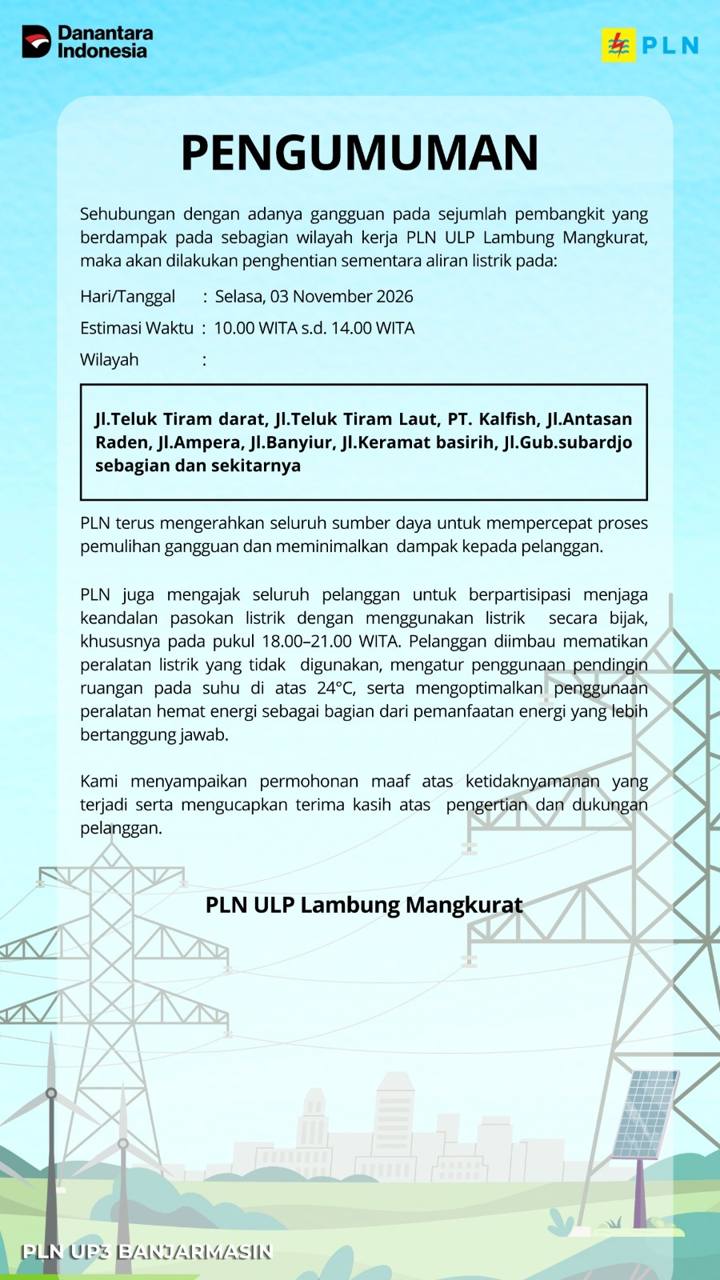 Danantara
Indonesia
PLN
PENGUMUMAN
Sehubungan dengan adanya gangguan pada sejumlah pembangkit yang
berdampak pada sebagian wilayah kerja PLN ULP Lambung Mangkurat,
maka akan dilakukan penghentian sementara aliran listrik pada:
Hari/Tanggal : Selasa, 03 November 2026
Estimasi Waktu : 10.00 WITA s.d. 14.00 WITA
Wilayah :
Jl.Teluk Tiram darat, Jl.Teluk Tiram Laut, PT. Kalfish, Jl.Antasan
Raden, Jl.Ampera, Jl.Banyiur, Jl.Keramat basirih, Jl.Gub.subardjo
sebagian dan sekitarnya
PLN terus mengerahkan seluruh sumber daya untuk mempercepat proses
pemulihan gangguan dan meminimalkan dampak kepada pelanggan.
PLN juga mengajak seluruh pelanggan untuk berpartisipasi menjaga
keandalan pasokan listrik dengan menggunakan listrik secara bijak,
khususnya pada pukul 18.00–21.00 WITA. Pelanggan diimbau mematikan
peralatan listrik yang tidak digunakan, mengatur penggunaan pendingin
ruangan pada suhu di atas 24°C, serta mengoptimalkan penggunaan
peralatan hemat energi sebagai bagian dari pemanfaatan energi yang lebih
bertanggung jawab.
Kami menyampaikan permohonan maaf atas ketidaknyamanan yang
terjadi serta mengucapkan terima kasih atas pengertian dan dukungan
pelanggan.
PLN ULP Lambung Mangkurat
PLN UP3 BANJARMASIN